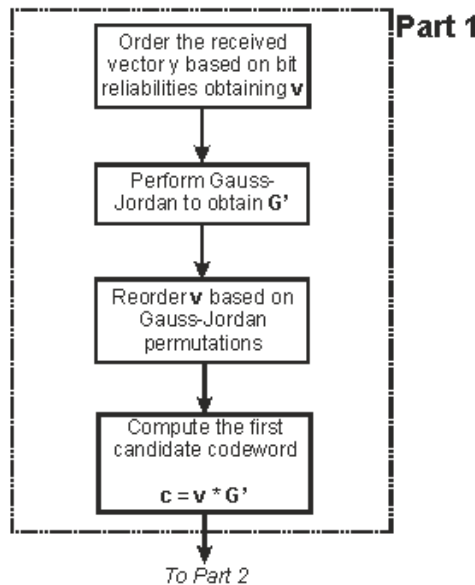 Part 1
Order the received
vector y based on bit
reliabilities obtaining v
Perform Gauss-
Jordan to obtain G'
Reorder v based on
Gauss-Jordan
permutations
Compute the first
candidate codeword
c = v * G'
To Part 2